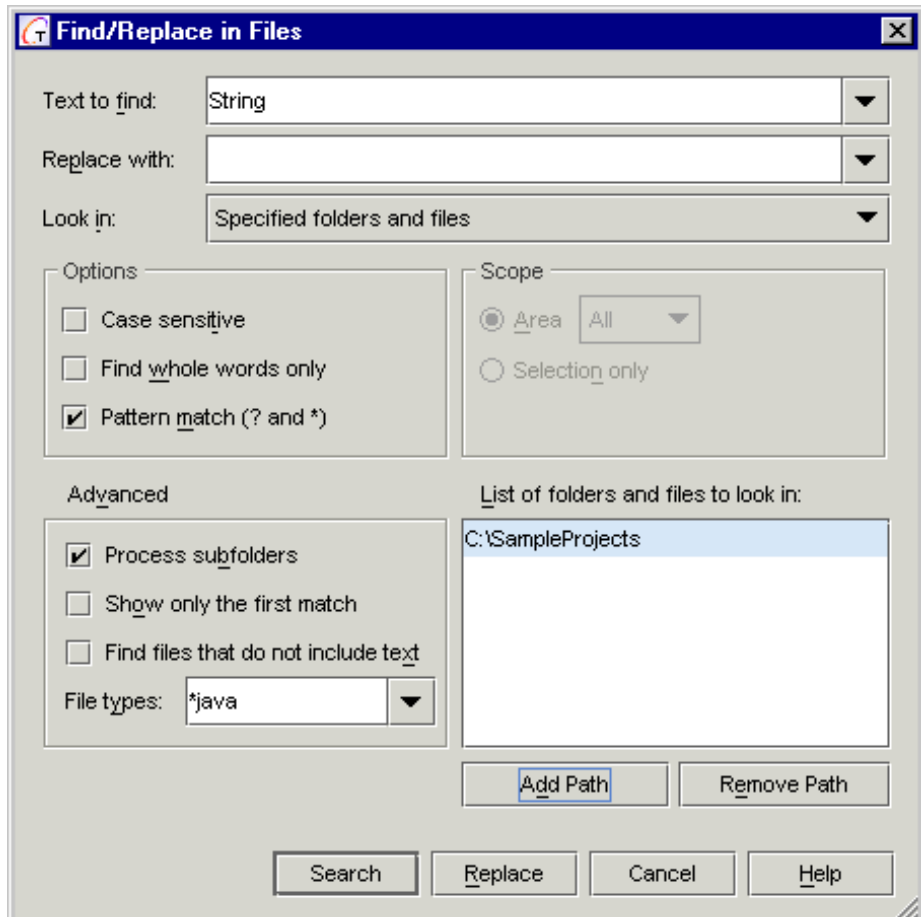 Find/Replace in Files
Text to find: String
Replace with:
Look in: Specified folders and files
Options
Case sensitive
Find whole words only
Pattern match (? and *)
Scope
Area All
Selection only
Advanced
Process subfolders
Show only the first match
Find files that do not include text
File types: *java
List of folders and files to look in:
C:\SampleProjects
Add Path Remove Path
Search Replace Cancel Help